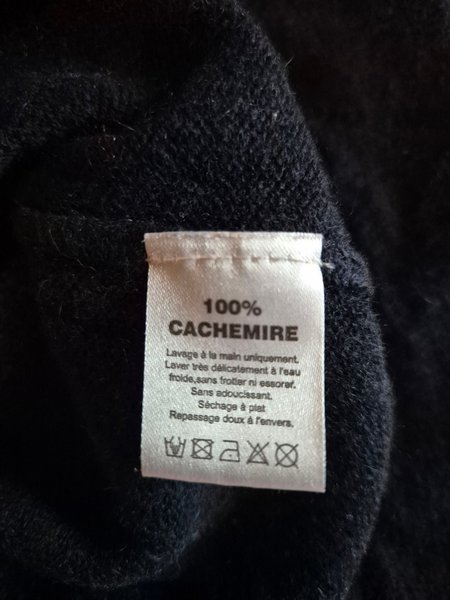 100%
CACHEMIRE
Lavage à la main uniquement.
Laver très délicatement à l'eau
froide,sans frotter ni essorer.
Sans adoucissant.
Séchage à plat
Repassage doux à l'envers.